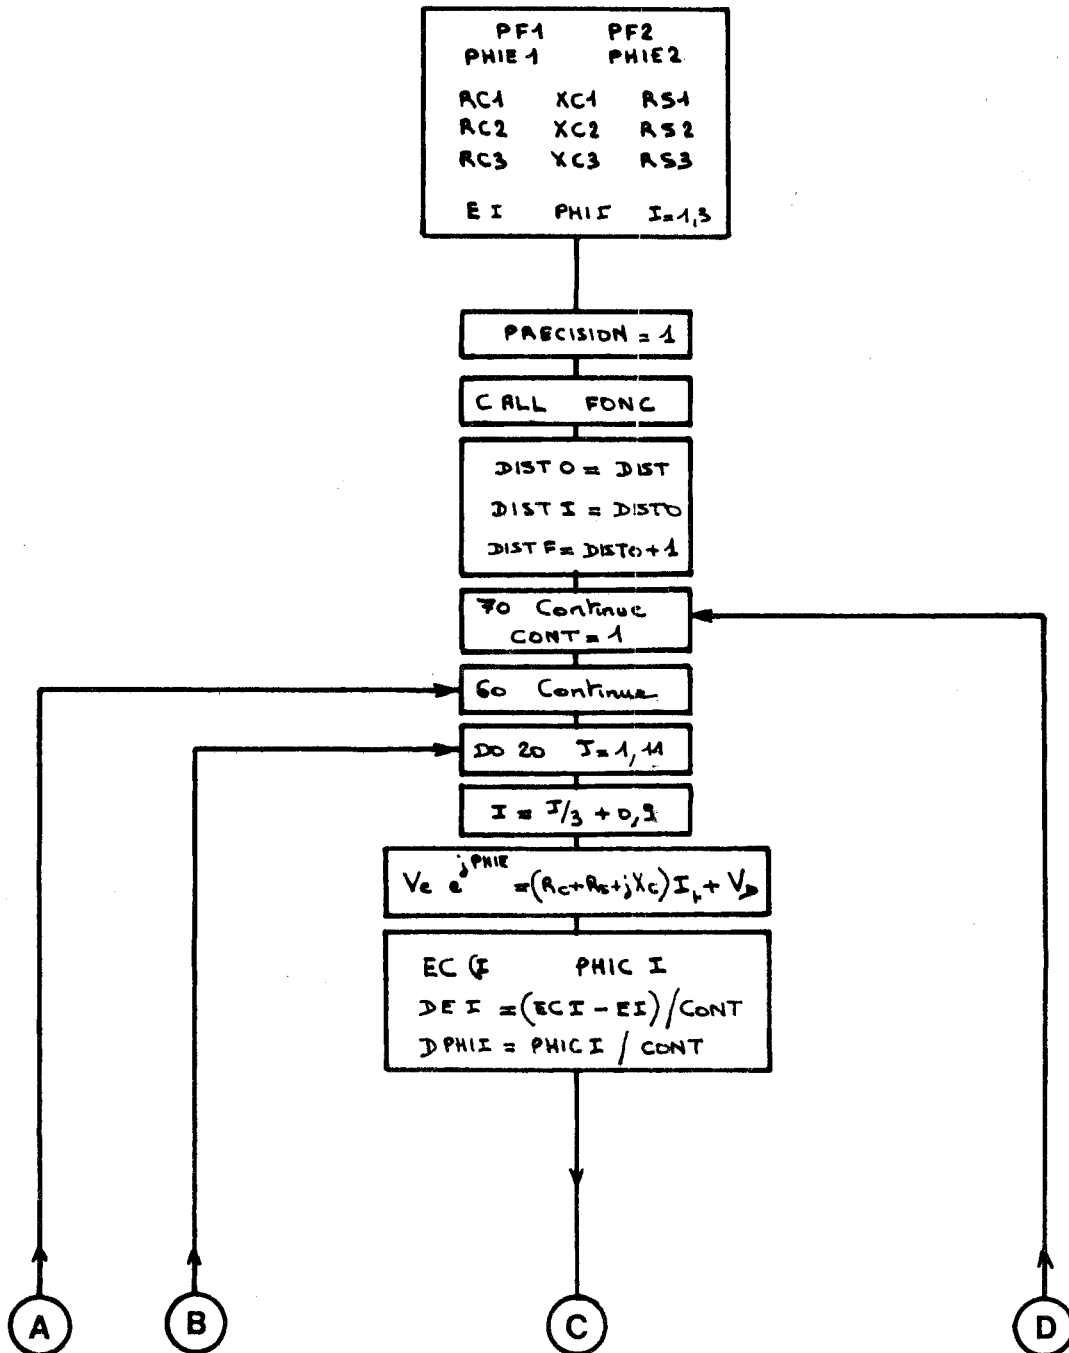 PF1 PF2
PHIE1 PHIE2
RC1 XC1 RS1
RC2 XC2 RS2
RC3 XC3 RS3
EI PHII I=1,3
PRECISION = 1
CALL FONC
DIST0 = DIST
DISTI = DIST0
DISTF = DIST0+1
70 Continue
CONT = 1
60 Continue
DO 20 J=1,11
I = J/3 + 0,9
Ve e^jPHIE =(Rc+Rs+jXc)I +V
EC(I PHIC I
DEI =(ECI-EI)/CONT
DPHII = PHICI / CONT
A B C D